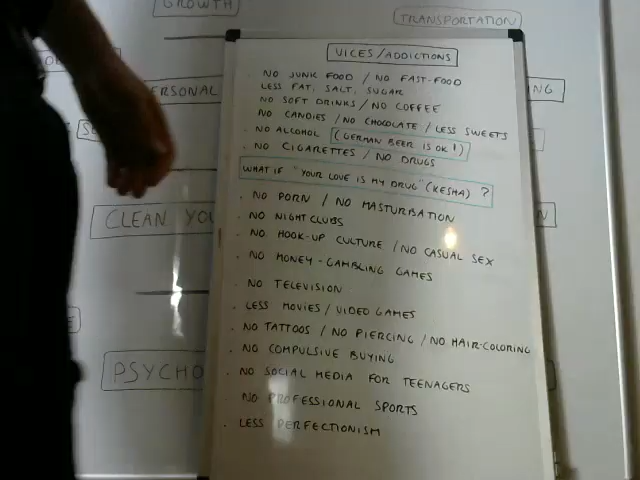 GROWTH
TRANSPORTATION
VICES/ADDICTIONS
. NO JUNK FOOD / NO FAST-FOOD
LESS FAT, SALT, SUGAR
NO SOFT DRINKS/NO COFFEE
NO CANDIES / NO CHOCOLATE / LESS SWEETS
. NO ALCOHOL (GERMAN BEER IS OK!)
. NO CIGARETTES / NO DRUGS
WHAT IF "YOUR LOVE IS MY DRUG" (KESHA) ?
. NO PORN / NO MASTURBATION
. NO NIGHTCLUBS
. NO HOOK-UP CULTURE / NO CASUAL SEX
. NO MONEY-GAMBLING GAMES
. NO TELEVISION
. LESS MOVIES/VIDEO GAMES
. NO TATTOOS / NO PIERCING / NO HAIR-COLORING
. NO COMPULSIVE BUYING
. NO SOCIAL MEDIA FOR TEENAGERS
. NO PROFESSIONAL SPORTS
. LESS PERFECTIONISM
ERSONAL
NG
CLEAN YOU
N
PSYCHO